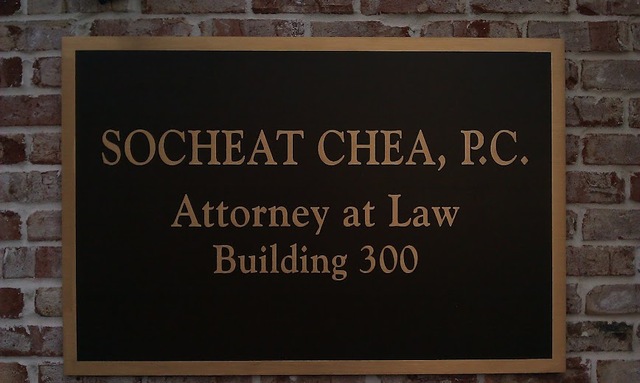 SOCHEAT CHEA, P.C.
Attorney at Law
Building 300